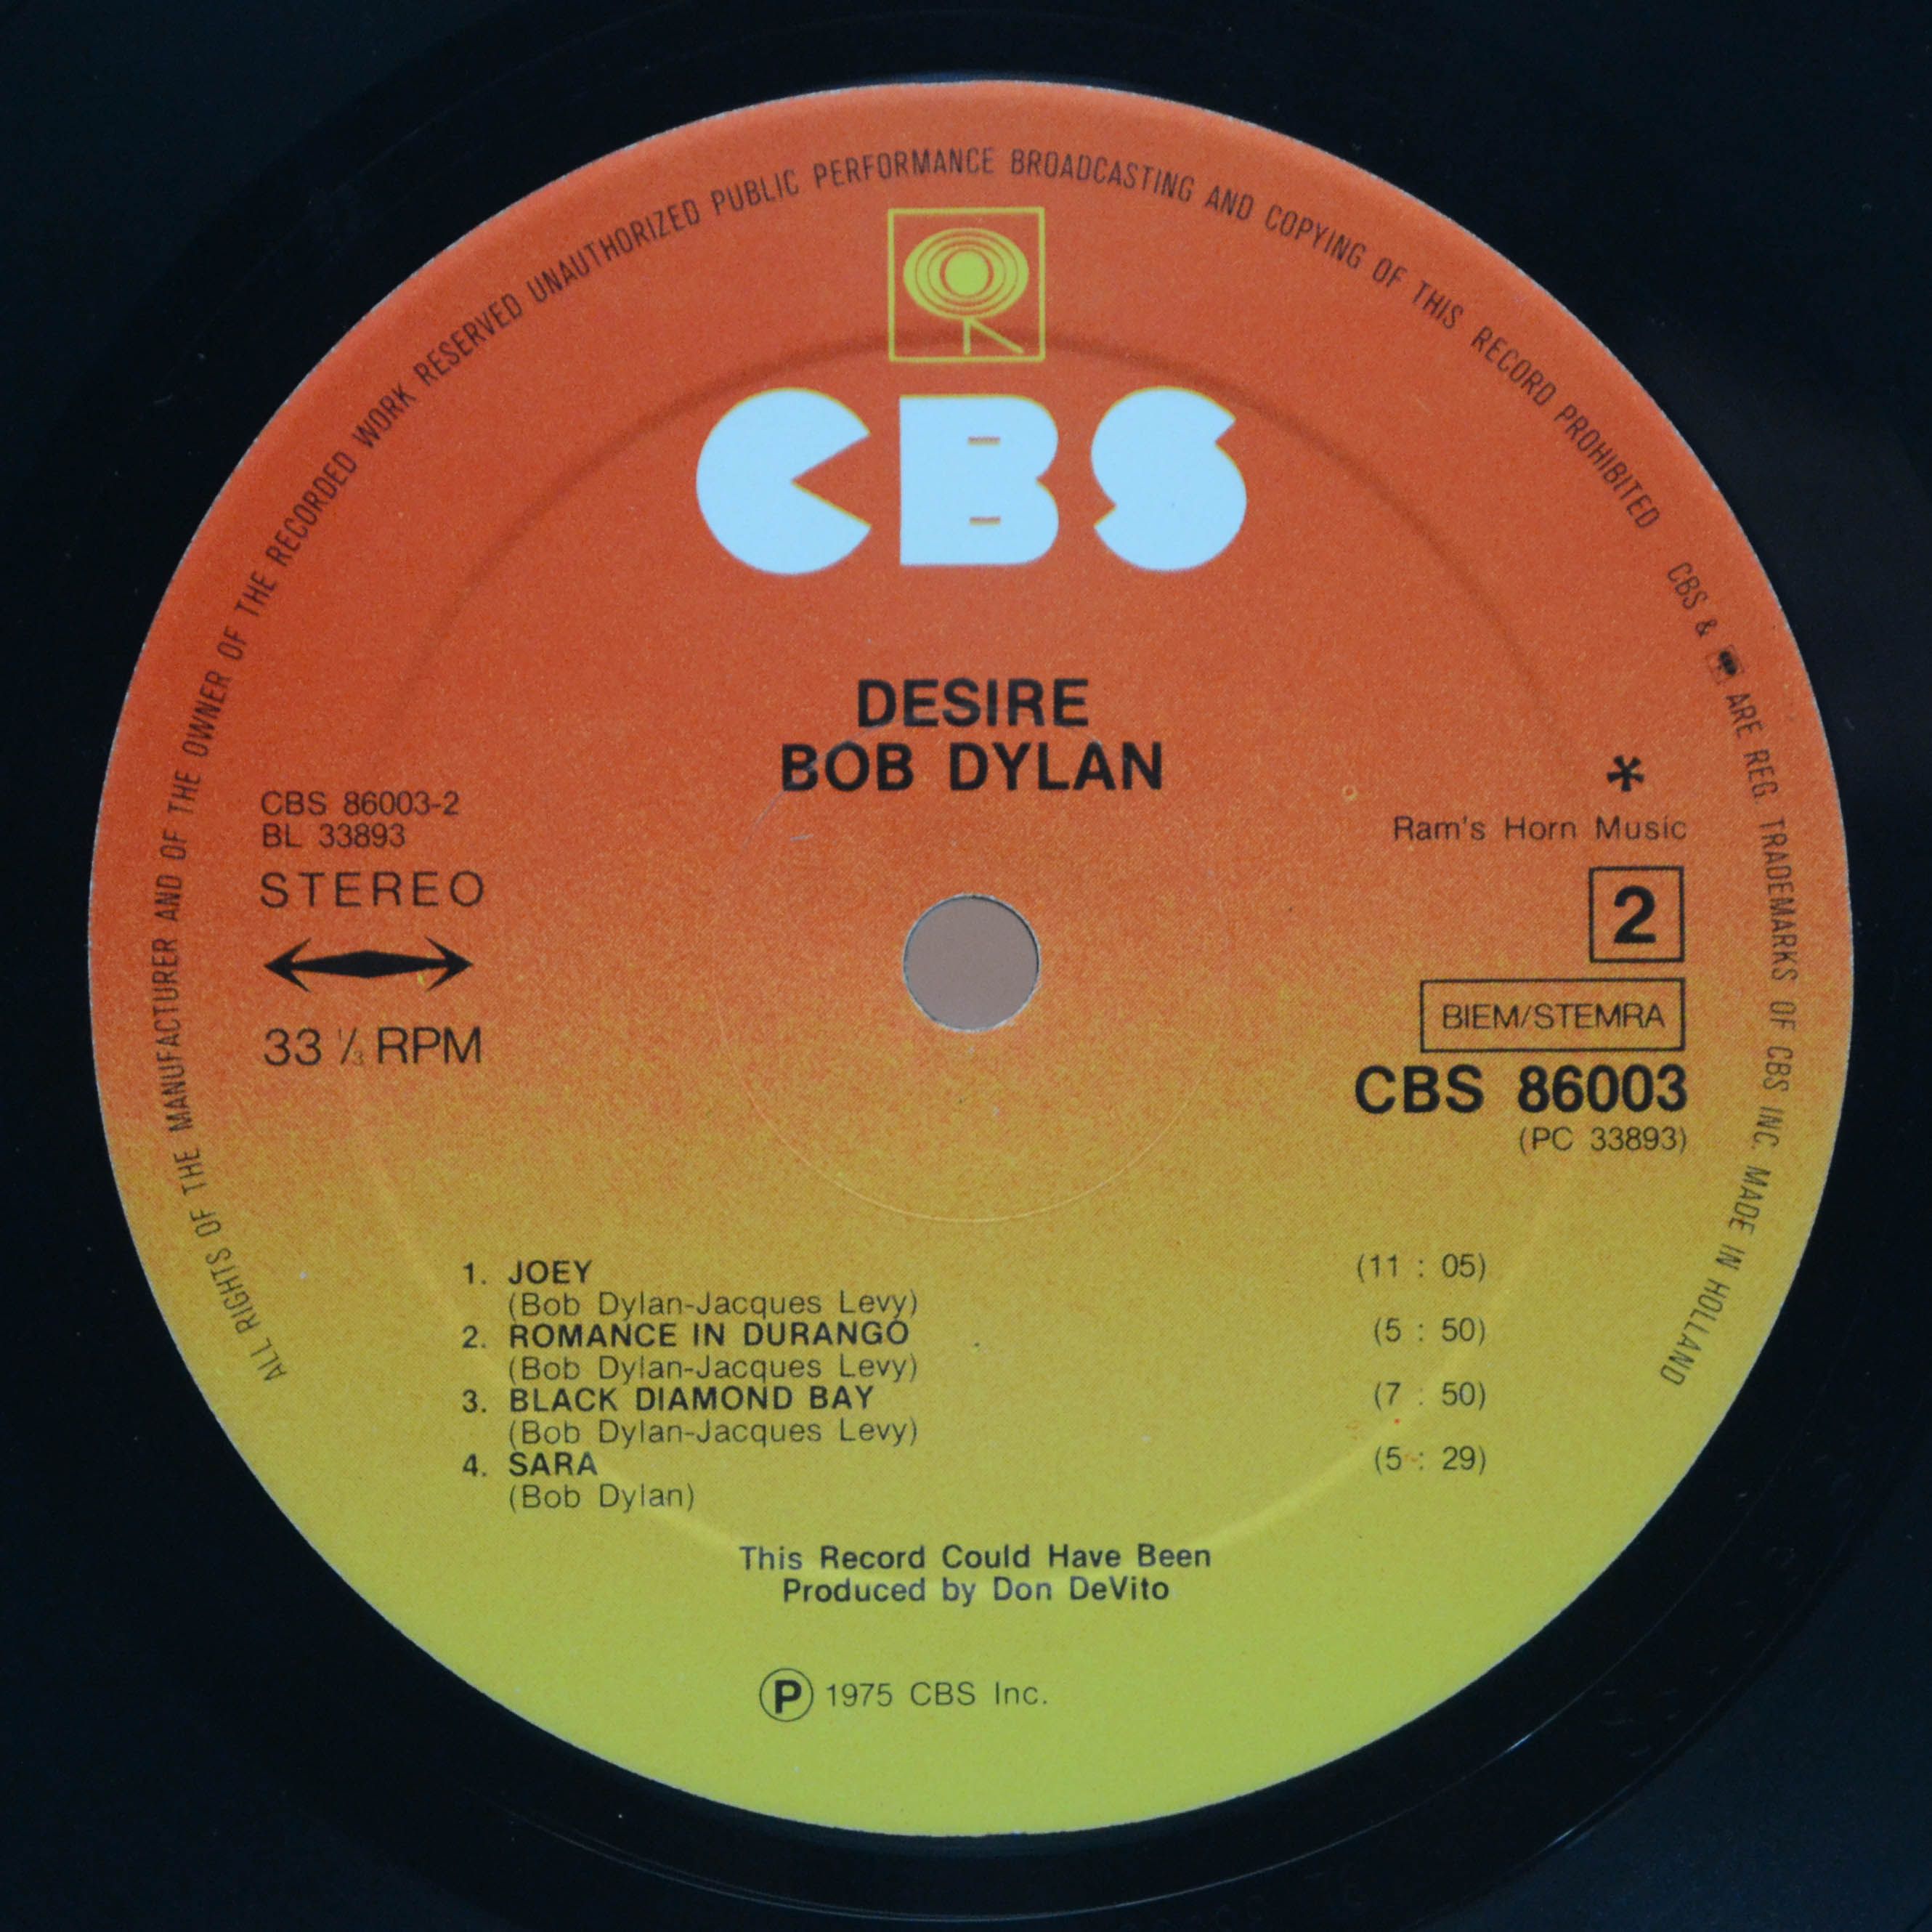 ALL RIGHTS OF THE MANUFACTURER AND OF THE OWNER OF THE RECORDED WORK RESERVED UNAUTHORIZED PUBLIC PERFORMANCE BROADCASTING AND COPYING OF THIS RECORD PROHIBITED CBS & ARE REG. TRADEMARKS OF CBS INC. MADE IN HOLLAND
CBS
DESIRE
BOB DYLAN
CBS 86003-2
BL 33893
STEREO
33 1/3 RPM
*
Ram's Horn Music
2
BIEM/STEMRA
CBS 86003
(PC 33893)
1. JOEY (11 : 05)
(Bob Dylan-Jacques Levy)
2. ROMANCE IN DURANGO (5 : 50)
(Bob Dylan-Jacques Levy)
3. BLACK DIAMOND BAY (7 : 50)
(Bob Dylan-Jacques Levy)
4. SARA (5 : 29)
(Bob Dylan)
This Record Could Have Been
Produced by Don DeVito
℗ 1975 CBS Inc.